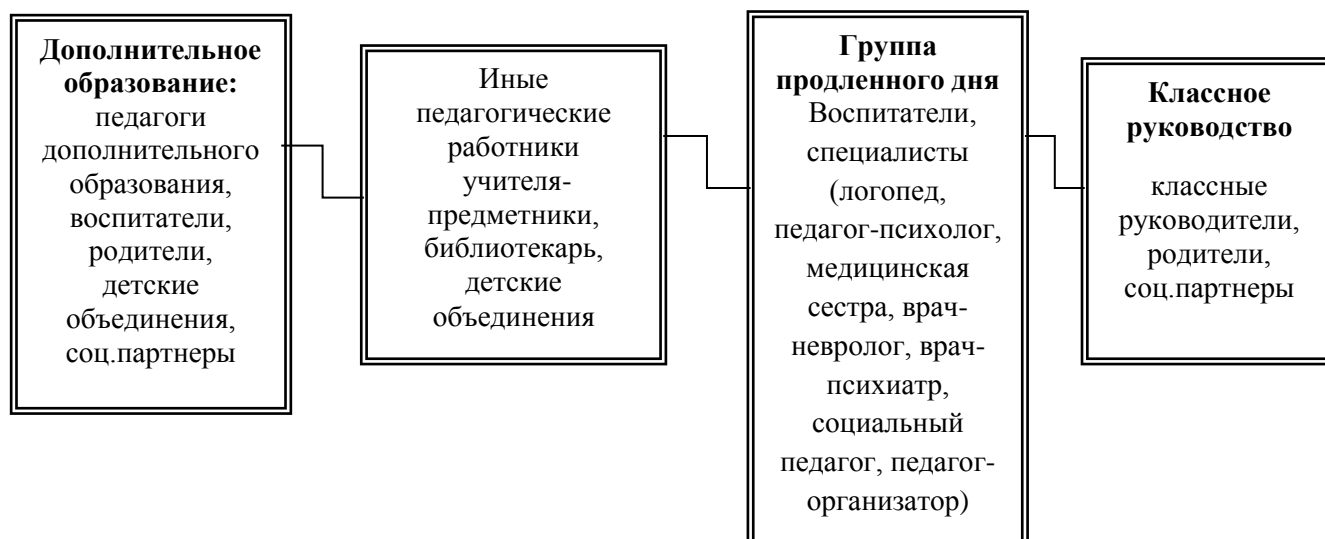 Дополнительное
образование:
педагоги
дополнительного
образования,
воспитатели,
родители,
детские
объединения,
соц.партнеры
Иные
педагогические
работники
учителя-
предметники,
библиотекарь,
детские
объединения
Группа
продленного дня
Воспитатели,
специалисты
(логопед,
педагог-психолог,
медицинская
сестра, врач-
невролог, врач-
психиатр,
социальный
педагог, педагог-
организатор)
Классное
руководство
классные
руководители,
родители,
соц.партнеры